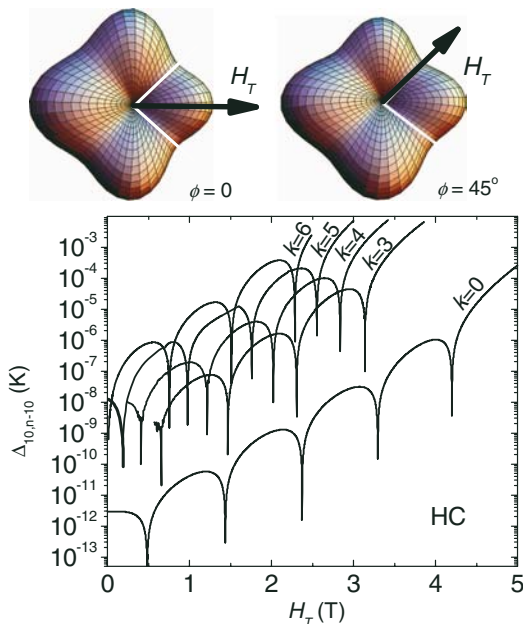 H_T
H_T
ϕ = 0
ϕ = 45°
k=6
k=5
k=4
k=3
k=0
10⁻³
10⁻⁴
10⁻⁵
10⁻⁶
10⁻⁷
10⁻⁸
10⁻⁹
10⁻¹⁰
10⁻¹¹
10⁻¹²
10⁻¹³
Δ₁₀,ₙ₋₁₀ (K)
HC
0 1 2 3 4 5
H_T (T)